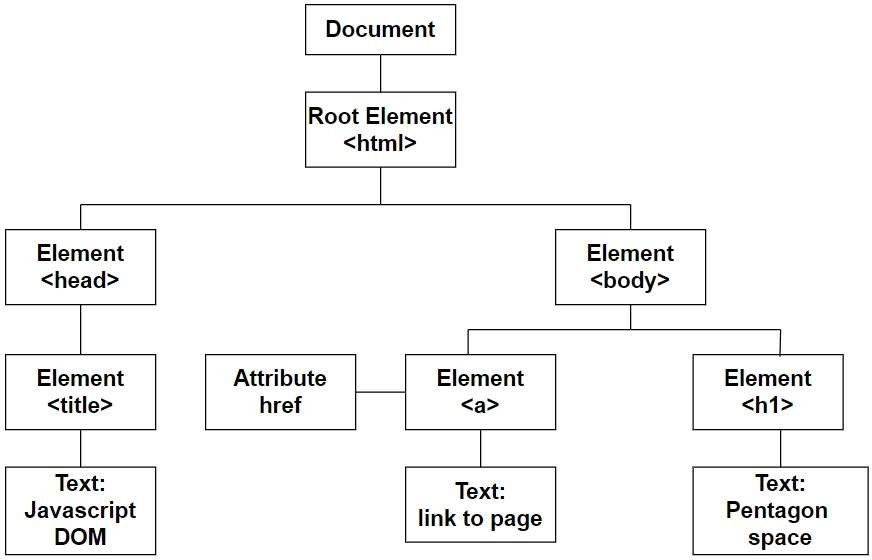 Document
Root Element
<html>
Element
<head>
Element
<body>
Element
<title>
Attribute
href
Element
<a>
Element
<h1>
Text:
Javascript
DOM
Text:
link to page
Text:
Pentagon
space